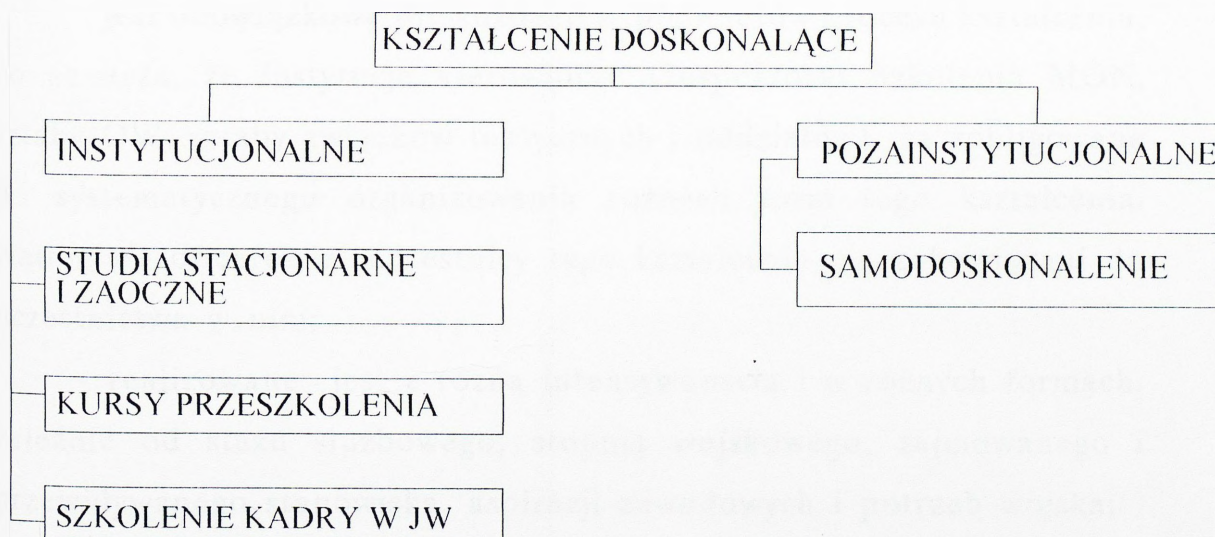 KSZTAŁCENIE DOSKONALĄCE
INSTYTUCJONALNE
POZAINSTYTUCJONALNE
STUDIA STACJONARNE
I ZAOCZNE
SAMODOSKONALENIE
KURSY PRZESZKOLENIA
SZKOLENIE KADRY W JW